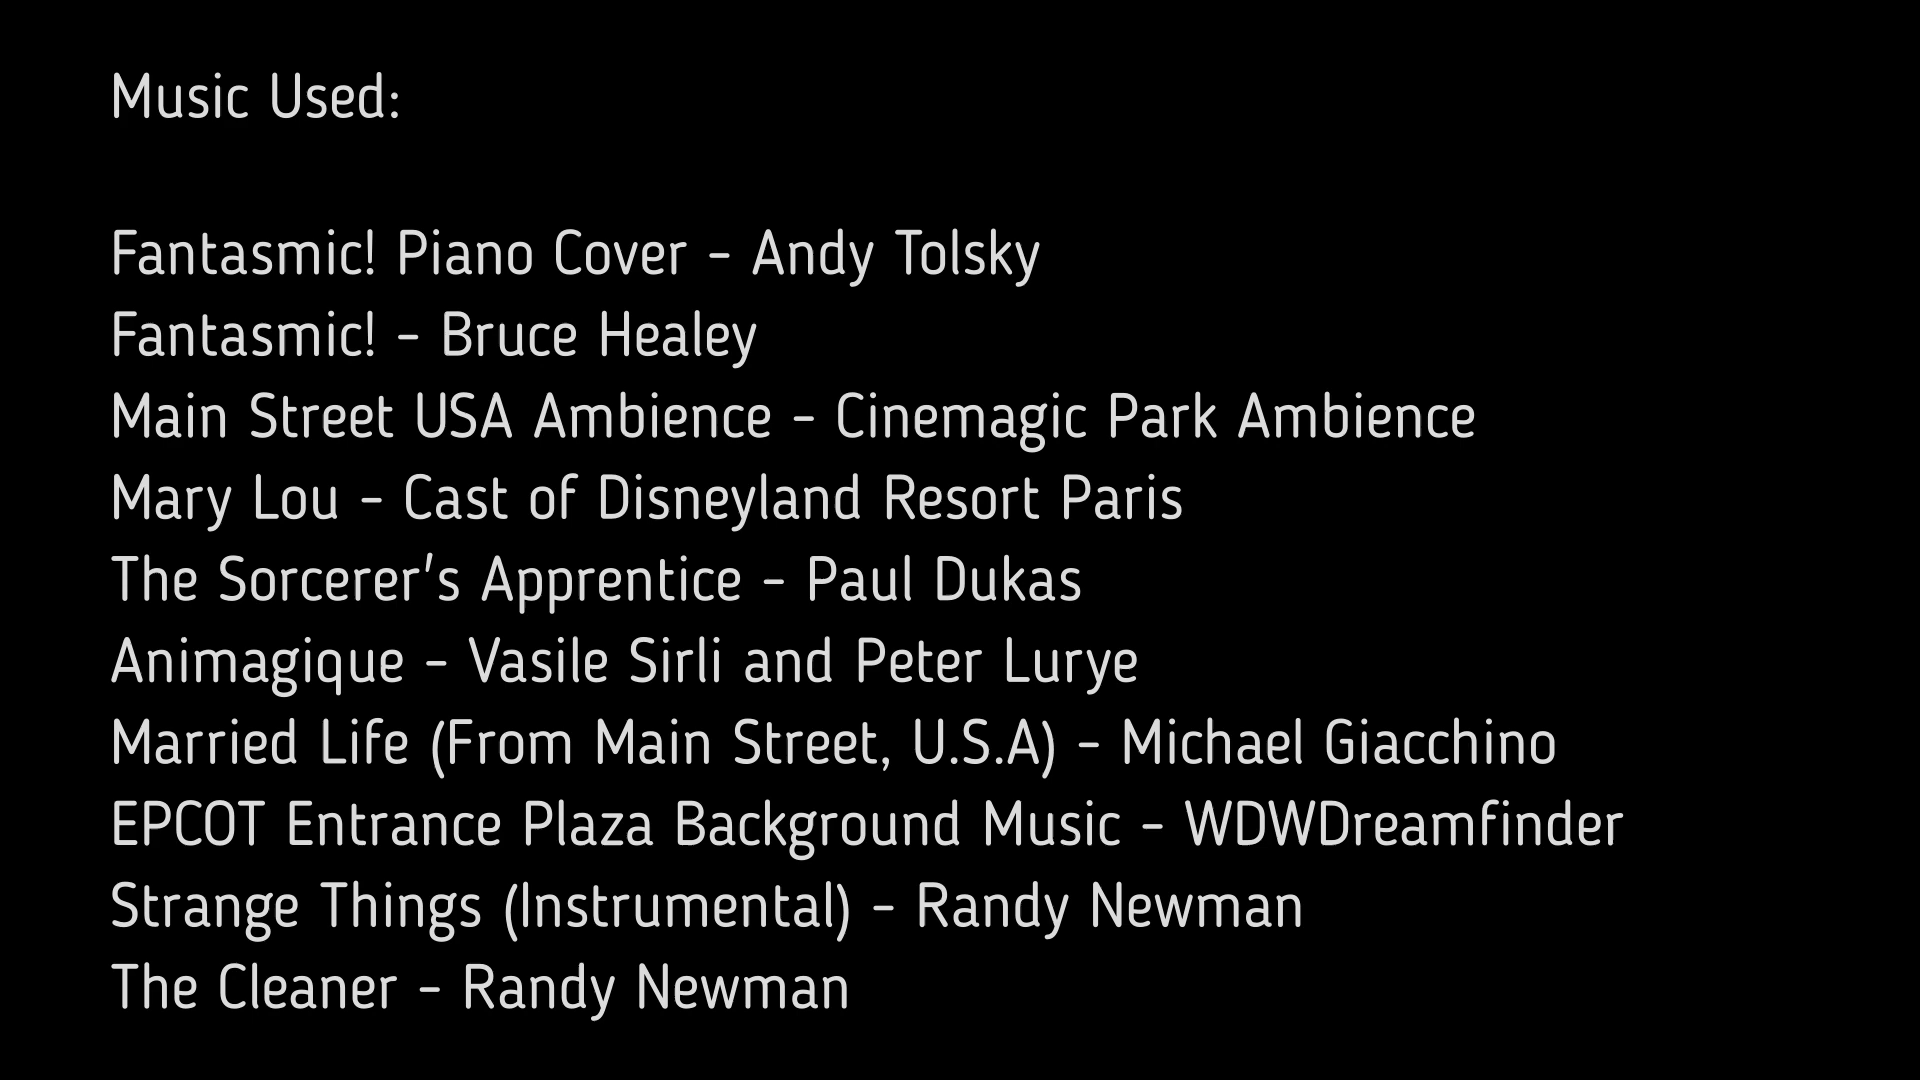 Music Used:
Fantasmic! Piano Cover - Andy Tolsky
Fantasmic! - Bruce Healey
Main Street USA Ambience - Cinemagic Park Ambience
Mary Lou - Cast of Disneyland Resort Paris
The Sorcerer's Apprentice - Paul Dukas
Animagique - Vasile Sirli and Peter Lurye
Married Life (From Main Street, U.S.A) - Michael Giacchino
EPCOT Entrance Plaza Background Music - WDWDreamfinder
Strange Things (Instrumental) - Randy Newman
The Cleaner - Randy Newman